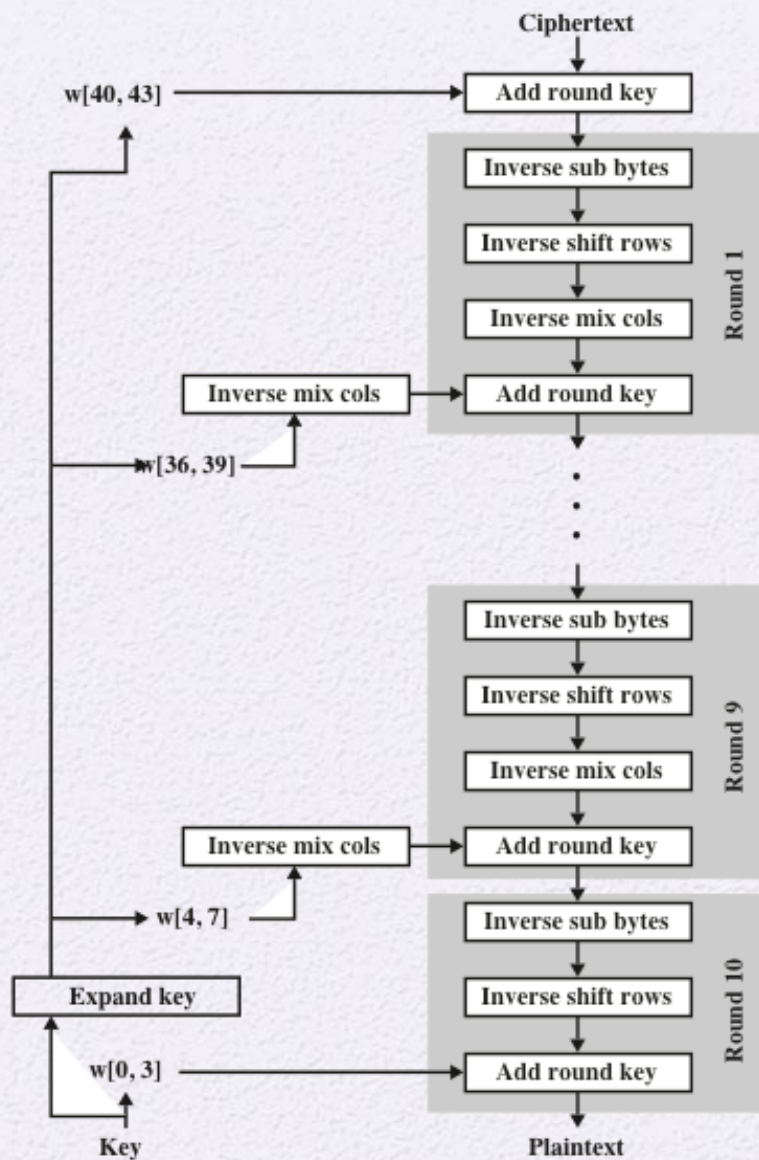 Ciphertext
w[40, 43]
Add round key
Inverse sub bytes
Inverse shift rows
Inverse mix cols
Inverse mix cols
Add round key
Round 1
w[36, 39]
Inverse sub bytes
Inverse shift rows
Inverse mix cols
Inverse mix cols
Add round key
Round 9
w[4, 7]
Inverse sub bytes
Expand key
Inverse shift rows
w[0, 3]
Add round key
Round 10
Key
Plaintext